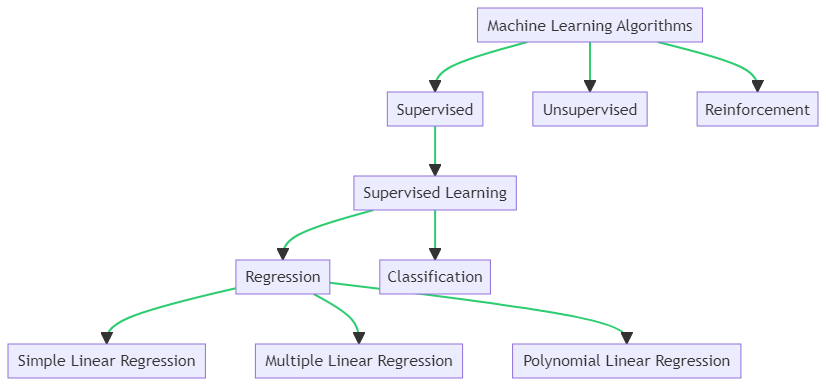 Machine Learning Algorithms
Supervised
Unsupervised
Reinforcement
Supervised Learning
Regression
Classification
Simple Linear Regression
Multiple Linear Regression
Polynomial Linear Regression